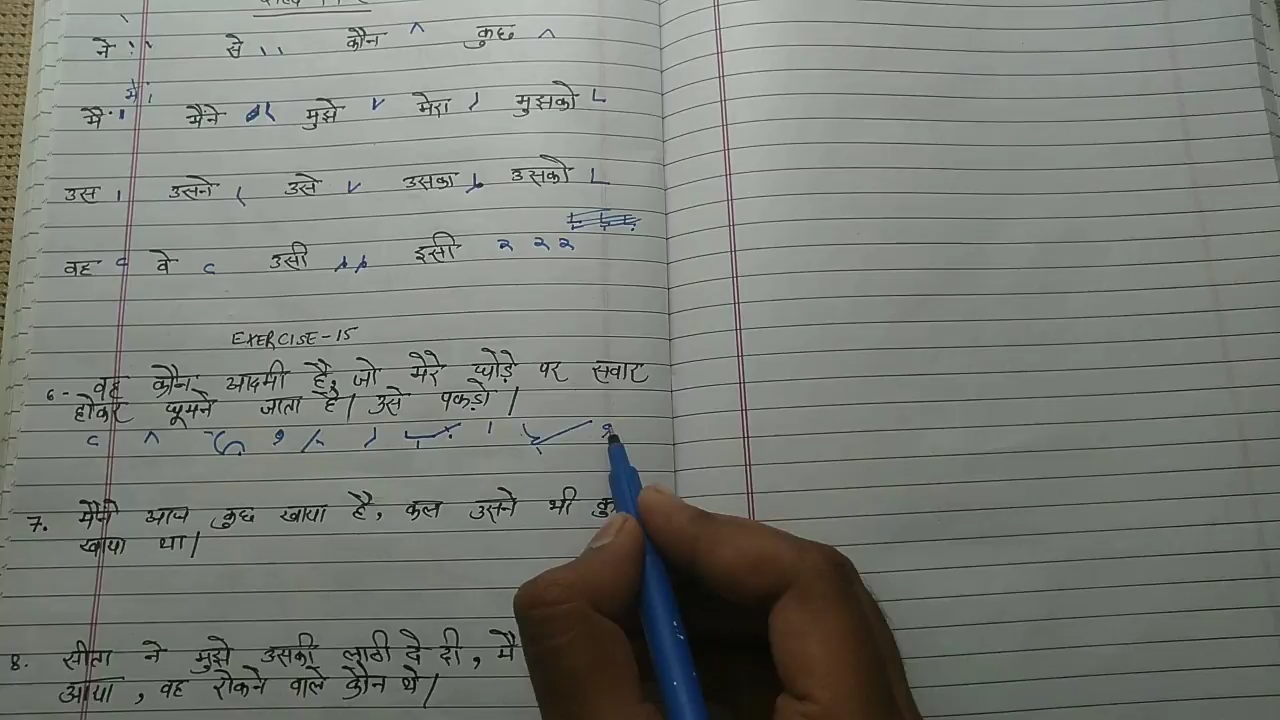 ने से कौन कुछ
में
मै मैंने मुझे मेरा मुझको
उस उसने उसे उसका उसको
वह वे उसी इसी
EXERCISE-15
6- वह कौन आदमी है, जो मेरे घोड़े पर सवार
होकर घूमने जाता है। उसे पकड़ो।
7. मैंने आज कुछ खाया है, कल उसने भी
खाया था।
8. सीता ने मुझे उसकी लाठी दे दी, मै
आया, वह रोकने वाले कौन थे।